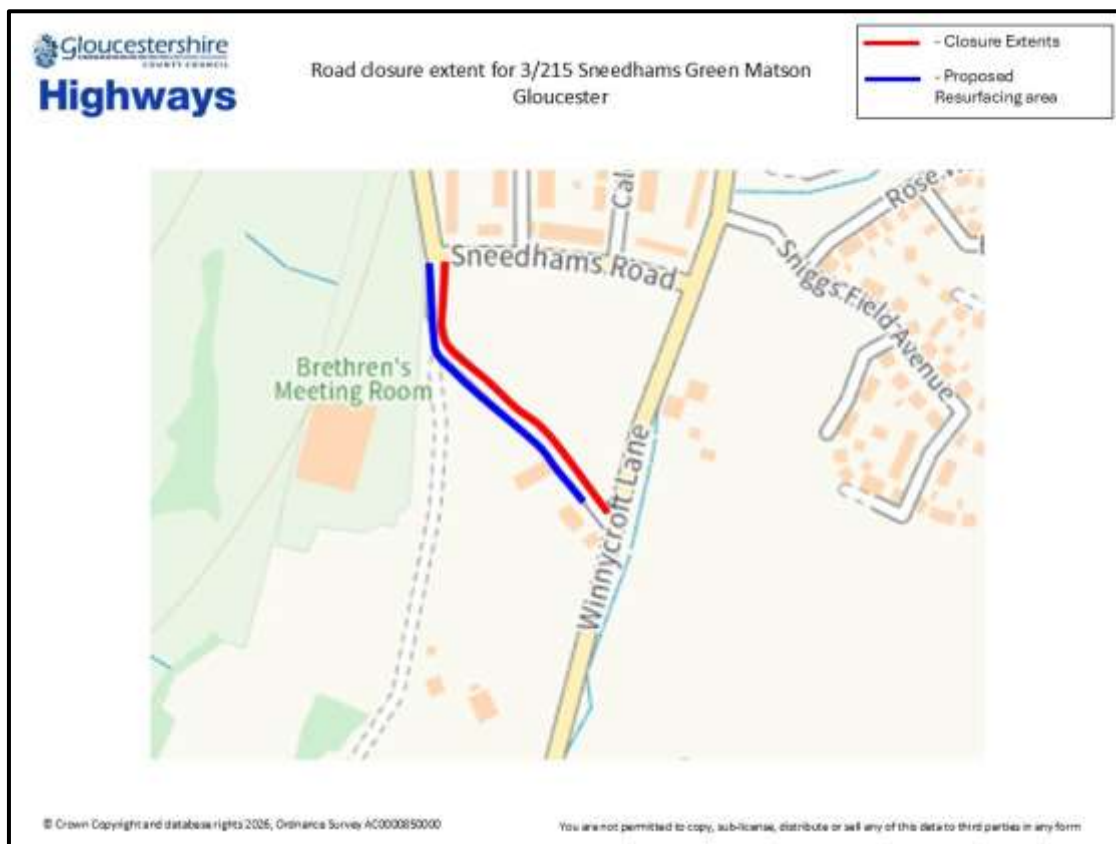 Gloucestershire
COUNTY COUNCIL
Highways
Road closure extent for 3/215 Sneedhams Green Matson
Gloucester
- Closure Extents
- Proposed
Resurfacing area
Cal
Rose
Sneedhams Road
Sniggs Field Avenue
Brethren's
Meeting Room
Winnycroft Lane
© Crown Copyright and database rights 2026, Ordnance Survey AC0000850000
You are not permitted to copy, sub-license, distribute or sell any of this data to third parties in any form